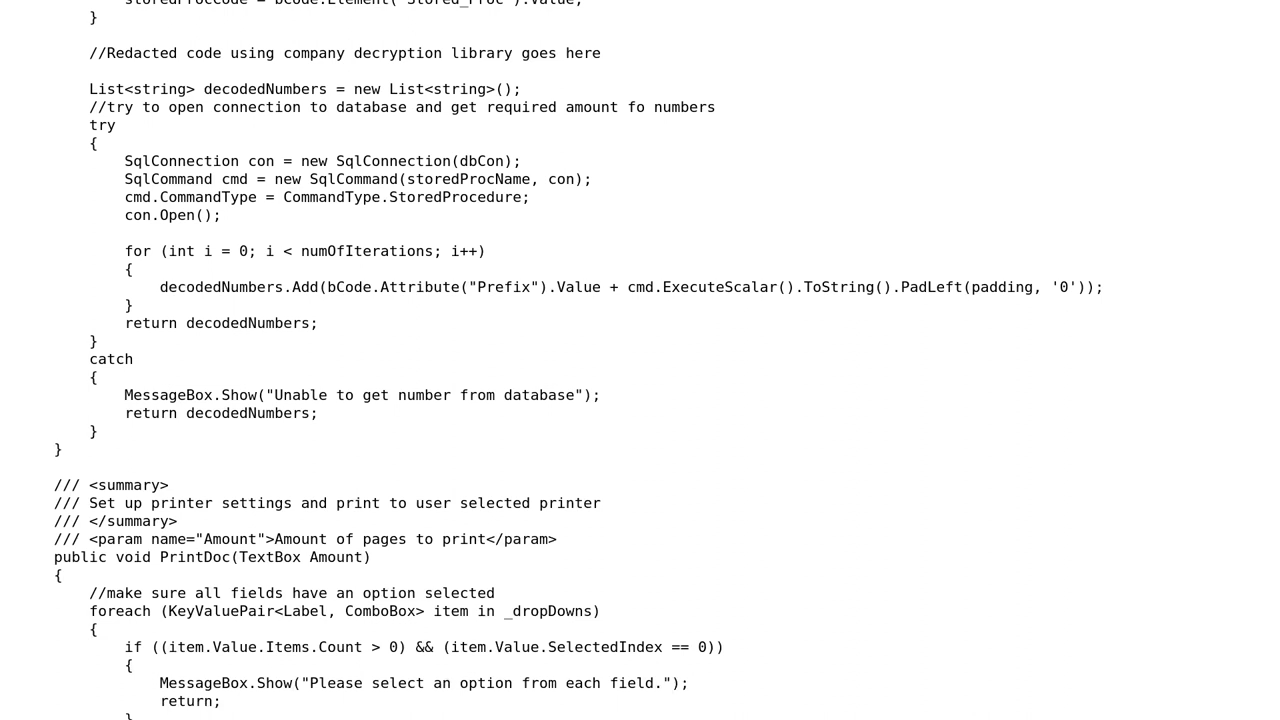 storedProcCode = bCode.Element("Stored_Proc").Value;
}
//Redacted code using company decryption library goes here
List<string> decodedNumbers = new List<string>();
//try to open connection to database and get required amount fo numbers
try
{
SqlConnection con = new SqlConnection(dbCon);
SqlCommand cmd = new SqlCommand(storedProcName, con);
cmd.CommandType = CommandType.StoredProcedure;
con.Open();
for (int i = 0; i < numOfIterations; i++)
{
decodedNumbers.Add(bCode.Attribute("Prefix").Value + cmd.ExecuteScalar().ToString().PadLeft(padding, '0'));
}
return decodedNumbers;
}
catch
{
MessageBox.Show("Unable to get number from database");
return decodedNumbers;
}
}
/// <summary>
/// Set up printer settings and print to user selected printer
/// </summary>
/// <param name="Amount">Amount of pages to print</param>
public void PrintDoc(TextBox Amount)
{
//make sure all fields have an option selected
foreach (KeyValuePair<Label, ComboBox> item in _dropDowns)
{
if ((item.Value.Items.Count > 0) && (item.Value.SelectedIndex == 0))
{
MessageBox.Show("Please select an option from each field.");
return;
}